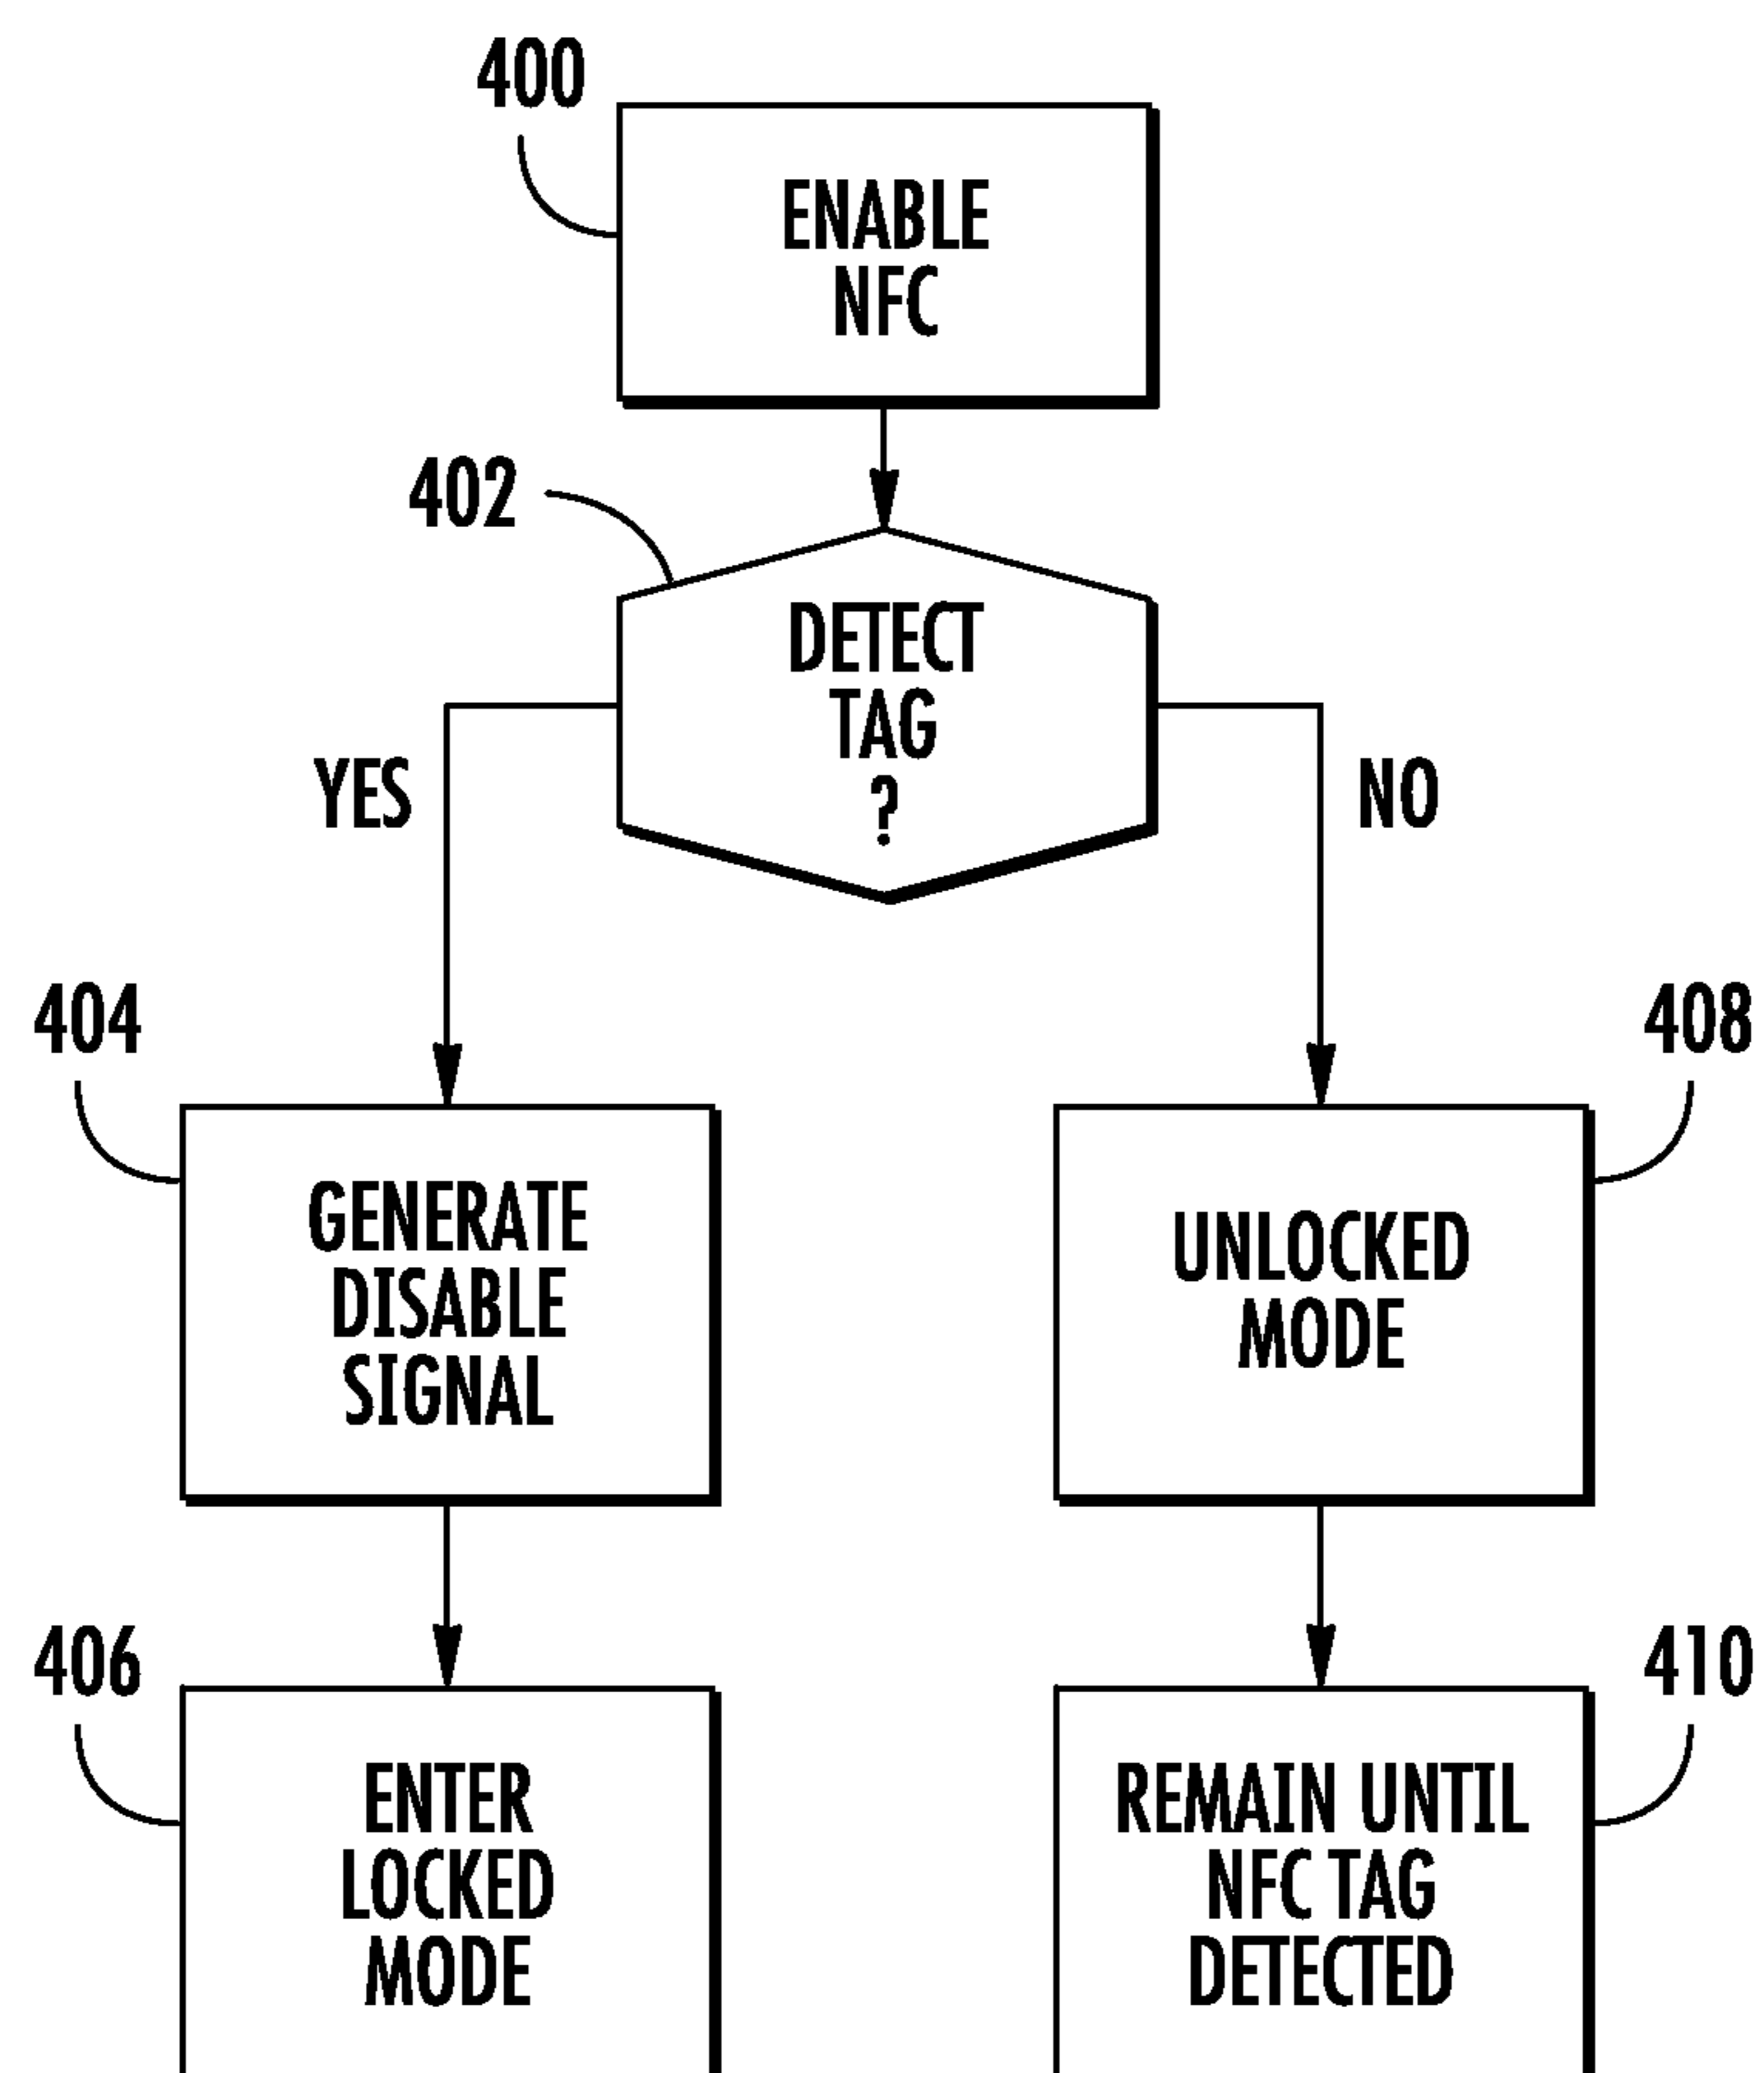 400
ENABLE
NFC
402
DETECT
TAG
?
YES
NO
404
408
GENERATE
DISABLE
SIGNAL
UNLOCKED
MODE
406
410
ENTER
LOCKED
MODE
REMAIN UNTIL
NFC TAG
DETECTED